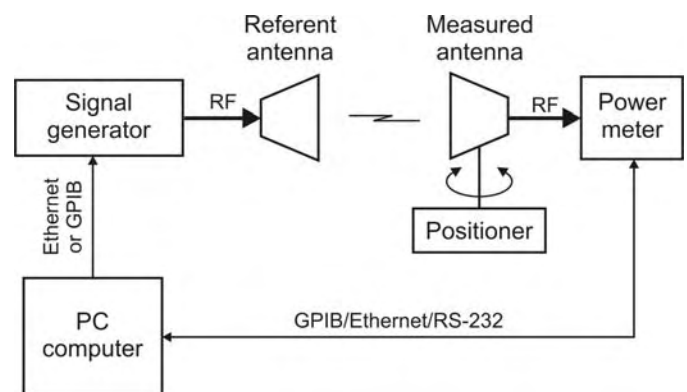 Referent
antenna
Measured
antenna
Signal
generator
RF
RF
Power
meter
Ethernet
or GPIB
Positioner
PC
computer
GPIB/Ethernet/RS-232